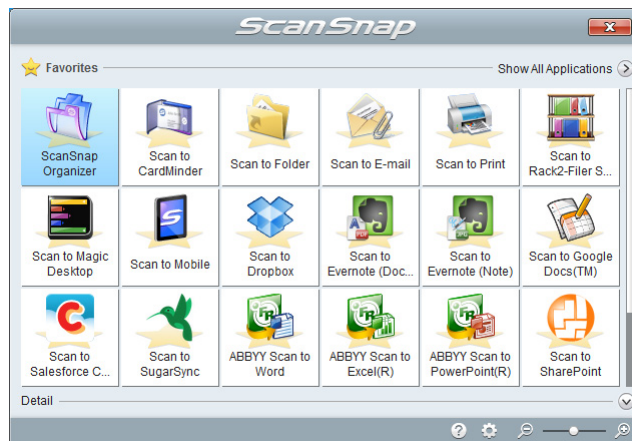 ScanSnap
Favorites
Show All Applications
ScanSnap
Organizer
Scan to
CardMinder
Scan to Folder
Scan to E-mail
Scan to Print
Scan to
Rack2-Filer S...
Scan to Magic
Desktop
Scan to Mobile
Scan to
Dropbox
Scan to
Evernote (Doc...
Scan to
Evernote (Note)
Scan to Google
Docs(TM)
Scan to
Salesforce C...
Scan to
SugarSync
ABBYY Scan to
Word
ABBYY Scan to
Excel(R)
ABBYY Scan to
PowerPoint(R)
Scan to
SharePoint
Detail